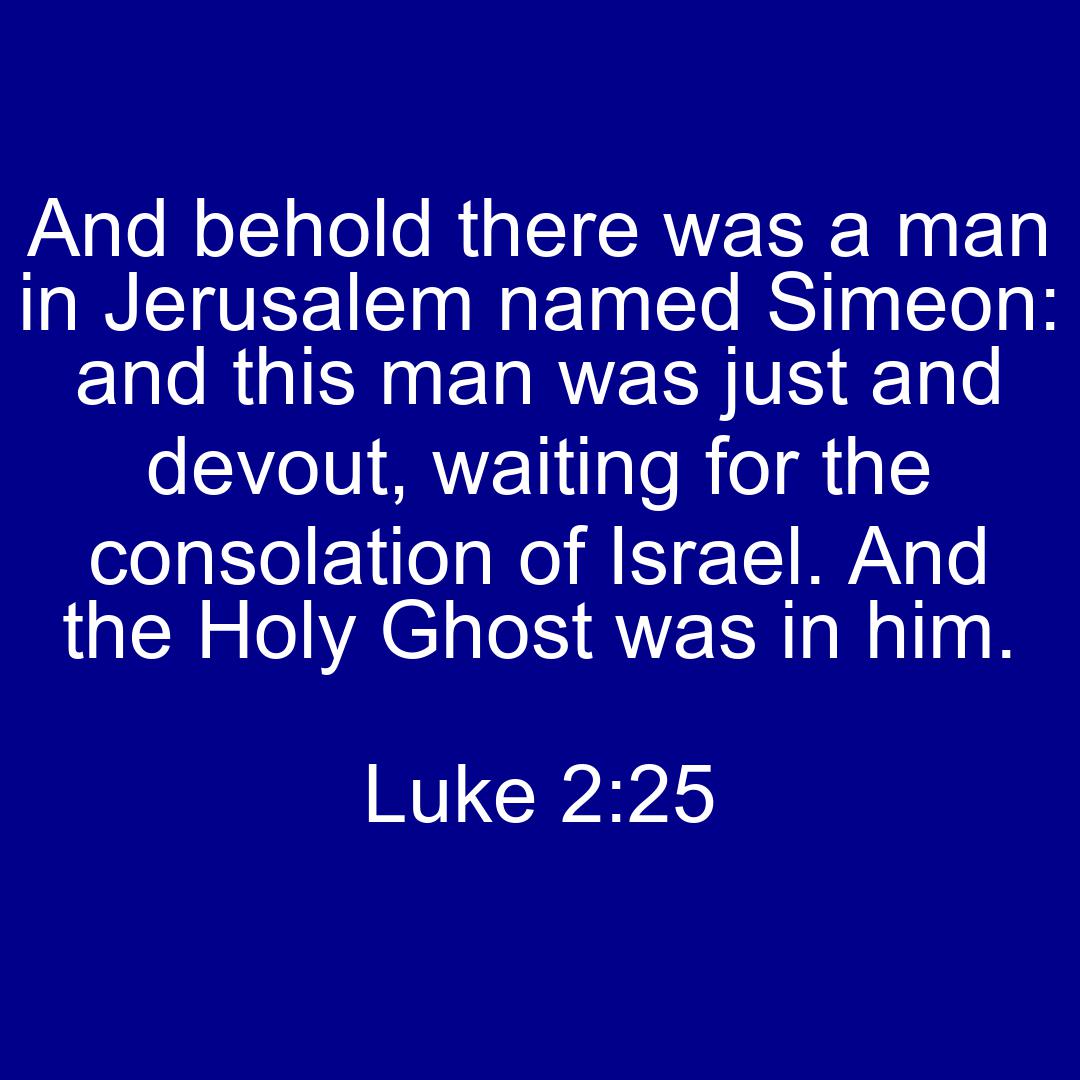 And behold there was a man
in Jerusalem named Simeon:
and this man was just and
devout, waiting for the
consolation of Israel. And
the Holy Ghost was in him.
Luke 2:25